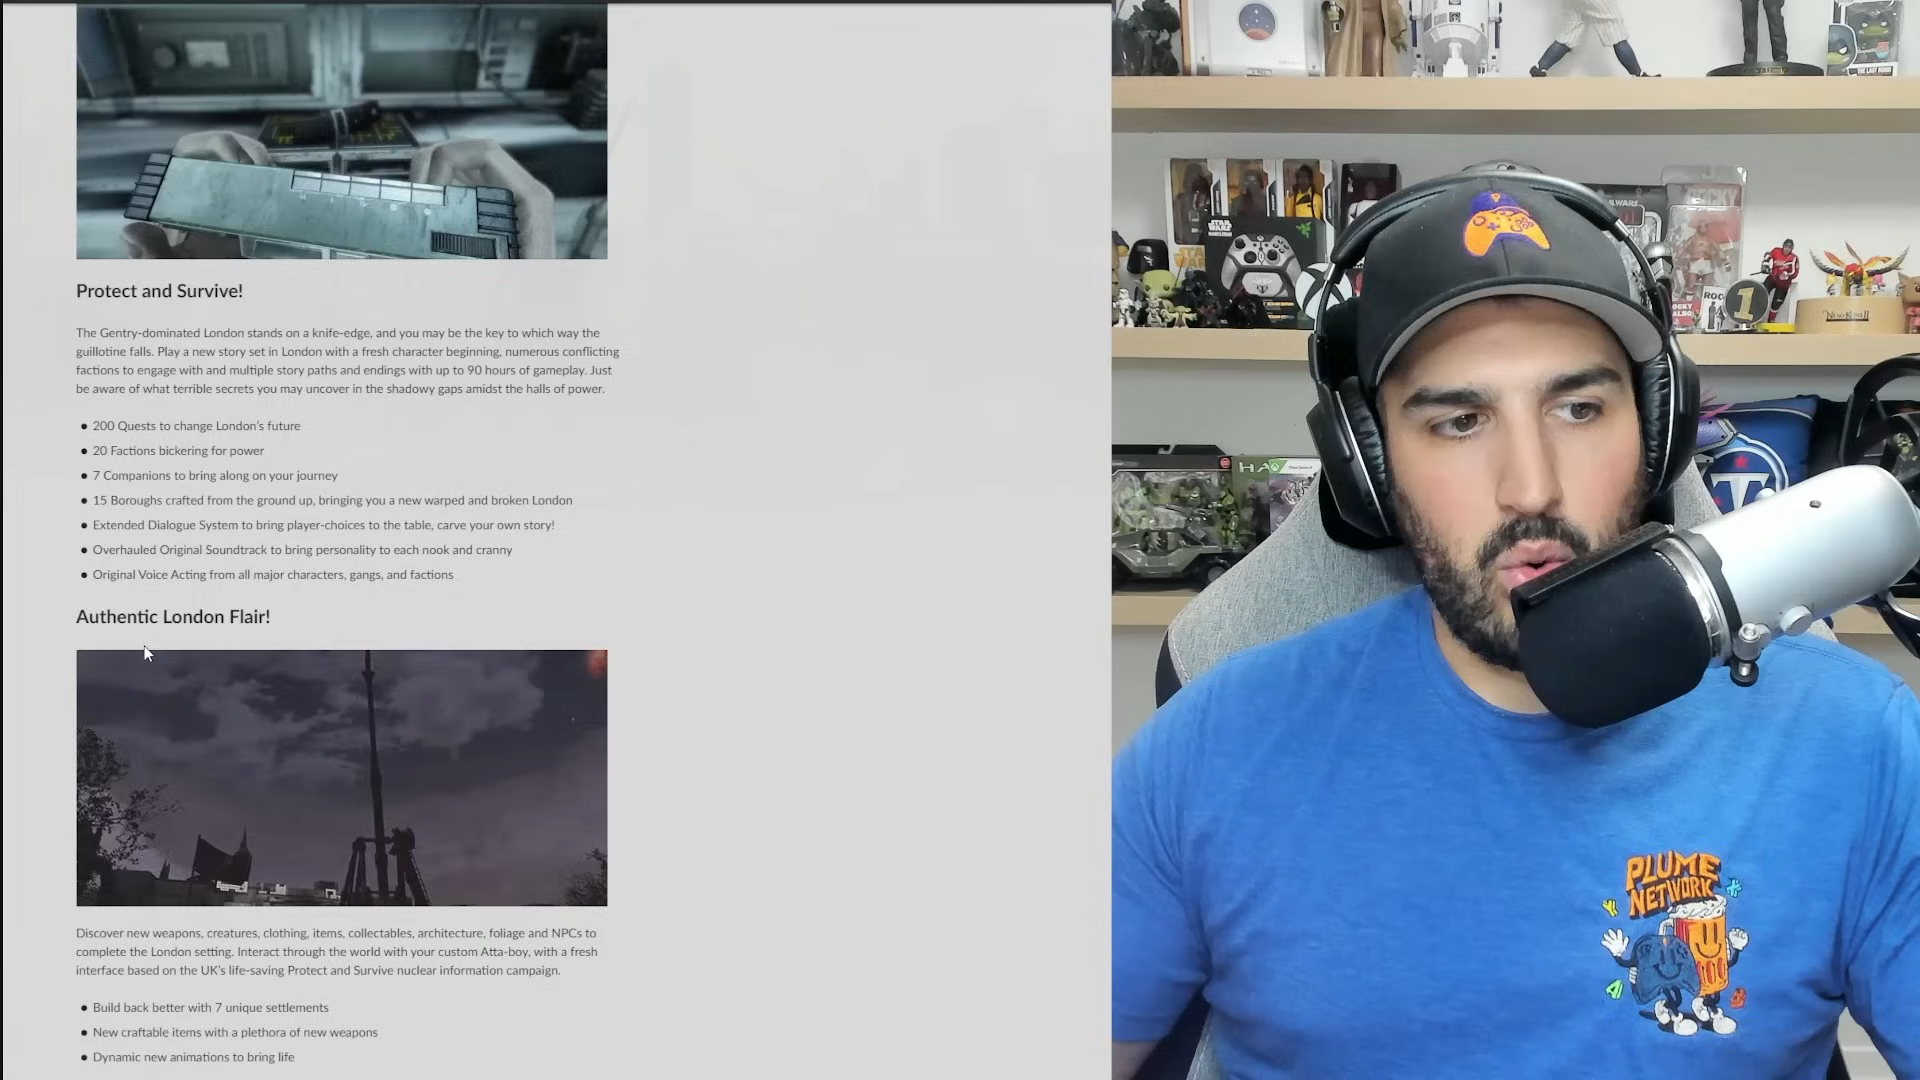 Protect and Survive!
The Gentry-dominated London stands on a knife-edge, and you may be the key to which way the
guillotine falls. Play a new story set in London with a fresh character beginning, numerous conflicting
factions to engage with and multiple story paths and endings with up to 90 hours of gameplay. Just
be aware of what terrible secrets you may uncover in the shadowy gaps amidst the halls of power.
● 200 Quests to change London's future
● 20 Factions bickering for power
● 7 Companions to bring along on your journey
● 15 Boroughs crafted from the ground up, bringing you a new warped and broken London
● Extended Dialogue System to bring player-choices to the table, carve your own story!
● Overhauled Original Soundtrack to bring personality to each nook and cranny
● Original Voice Acting from all major characters, gangs, and factions
Authentic London Flair!
Discover new weapons, creatures, clothing, items, collectables, architecture, foliage and NPCs to
complete the London setting. Interact through the world with your custom Atta-boy, with a fresh
interface based on the UK's life-saving Protect and Survive nuclear information campaign.
● Build back better with 7 unique settlements
● New craftable items with a plethora of new weapons
● Dynamic new animations to bring life
STAR
WARS
ROCKY
1
PLUME
NETWORK